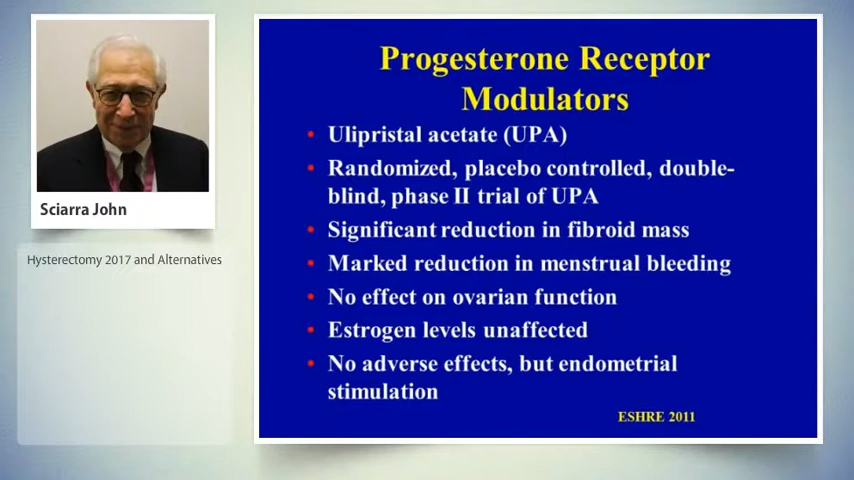 Sciarra John
Hysterectomy 2017 and Alternatives
Progesterone Receptor
Modulators
• Ulipristal acetate (UPA)
• Randomized, placebo controlled, double-
blind, phase II trial of UPA
• Significant reduction in fibroid mass
• Marked reduction in menstrual bleeding
• No effect on ovarian function
• Estrogen levels unaffected
• No adverse effects, but endometrial
stimulation
ESHRE 2011